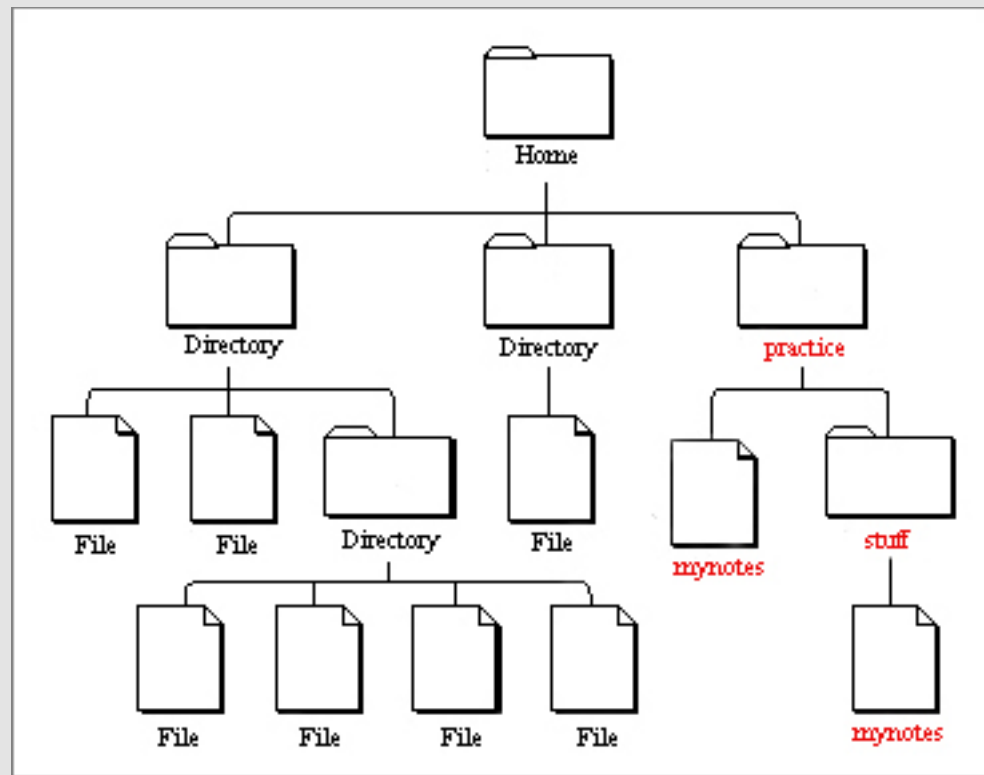 Home
Directory
Directory
practice
File
File
Directory
File
mynotes
stuff
File
File
File
File
mynotes